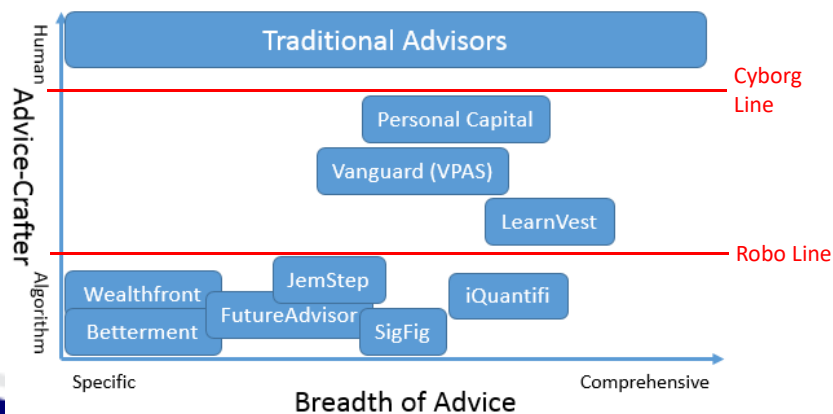 Human
Traditional Advisors
Cyborg
Line
Advice-Crafter
Personal Capital
Vanguard (VPAS)
LearnVest
Robo Line
Algorithm
JemStep
Wealthfront
iQuantifi
FutureAdvisor
Betterment
SigFig
Specific
Comprehensive
Breadth of Advice